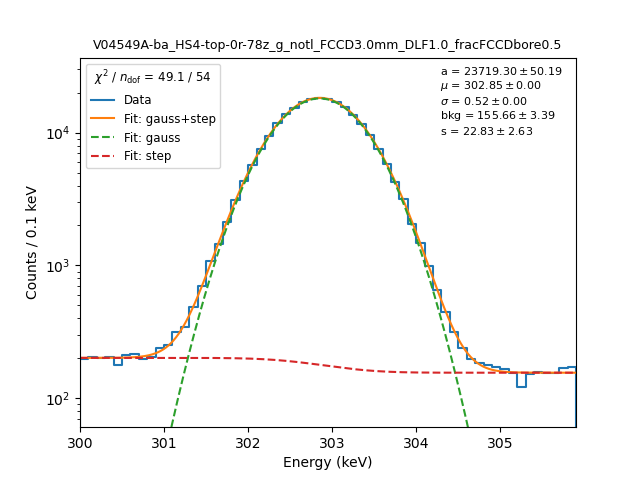 V04549A-ba_HS4-top-0r-78z_g_notl_FCCD3.0mm_DLF1.0_fracFCCDbore0.5
χ² / n_dof = 49.1 / 54
Data
Fit: gauss+step
Fit: gauss
Fit: step
a = 23719.30 ± 50.19
μ = 302.85 ± 0.00
σ = 0.52 ± 0.00
bkg = 155.66 ± 3.39
s = 22.83 ± 2.63
Counts / 0.1 keV
10⁴
10³
10²
300 301 302 303 304 305
Energy (keV)